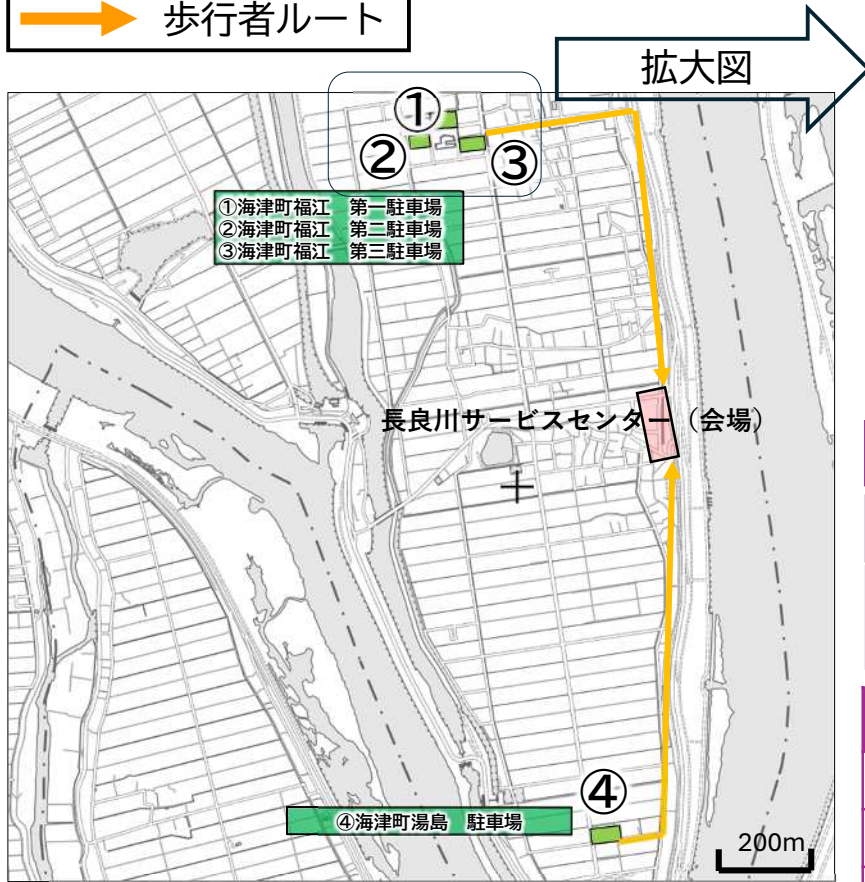 歩行者ルート
拡大図
①
②
③
①海津町福江　第一駐車場
②海津町福江　第二駐車場
③海津町福江　第三駐車場
長良川サービスセンター（会場）
④
④海津町湯島　駐車場
200m